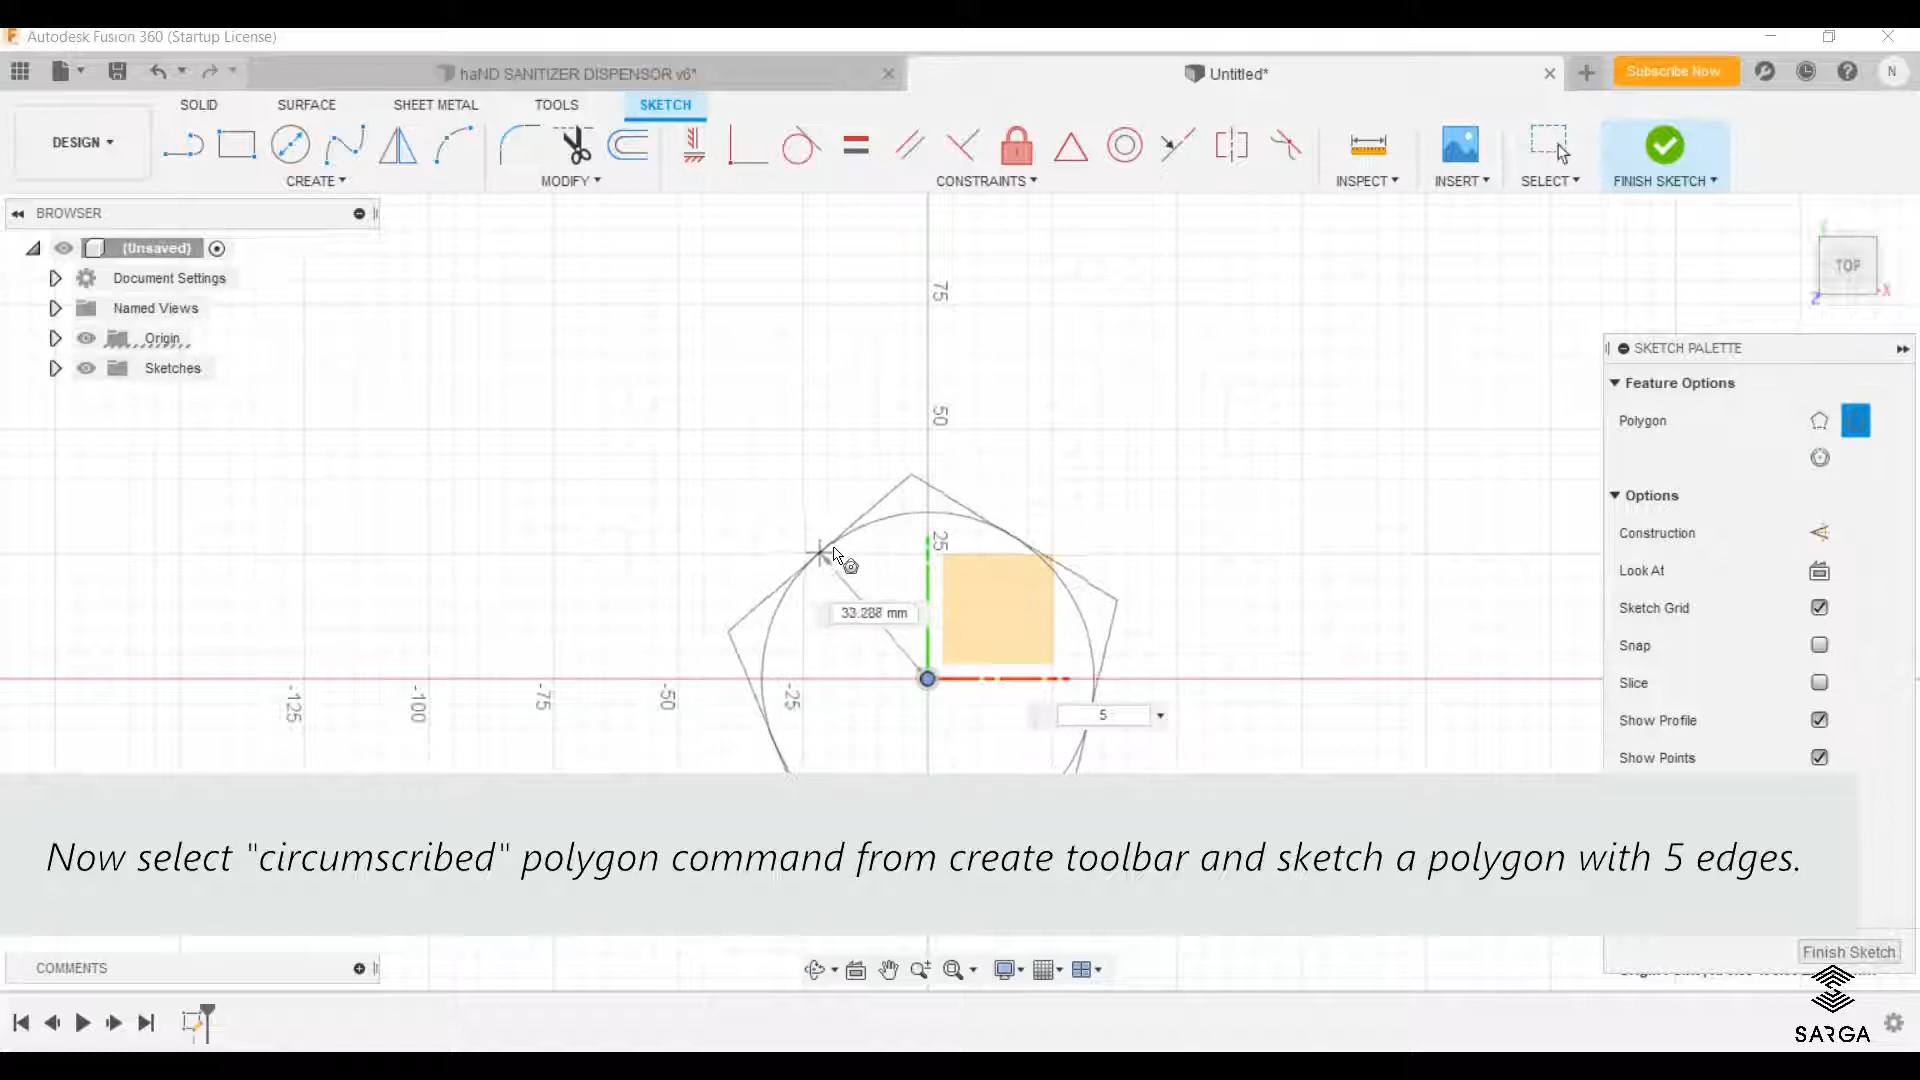 Autodesk Fusion 360 (Startup License)
haND SANITIZER DISPENSOR v6*
Untitled*
Subscribe Now
N
SOLID
SURFACE
SHEET METAL
TOOLS
SKETCH
DESIGN
CREATE
MODIFY
CONSTRAINTS
INSPECT
INSERT
SELECT
FINISH SKETCH
BROWSER
(Unsaved)
Document Settings
Named Views
Origin
Sketches
TOP
X
Z
75
50
25
-125
-100
-75
-50
-25
33.288 mm
5
SKETCH PALETTE
Feature Options
Polygon
Options
Construction
Look At
Sketch Grid
Snap
Slice
Show Profile
Show Points
Now select "circumscribed" polygon command from create toolbar and sketch a polygon with 5 edges.
Finish Sketch
COMMENTS
SARGA